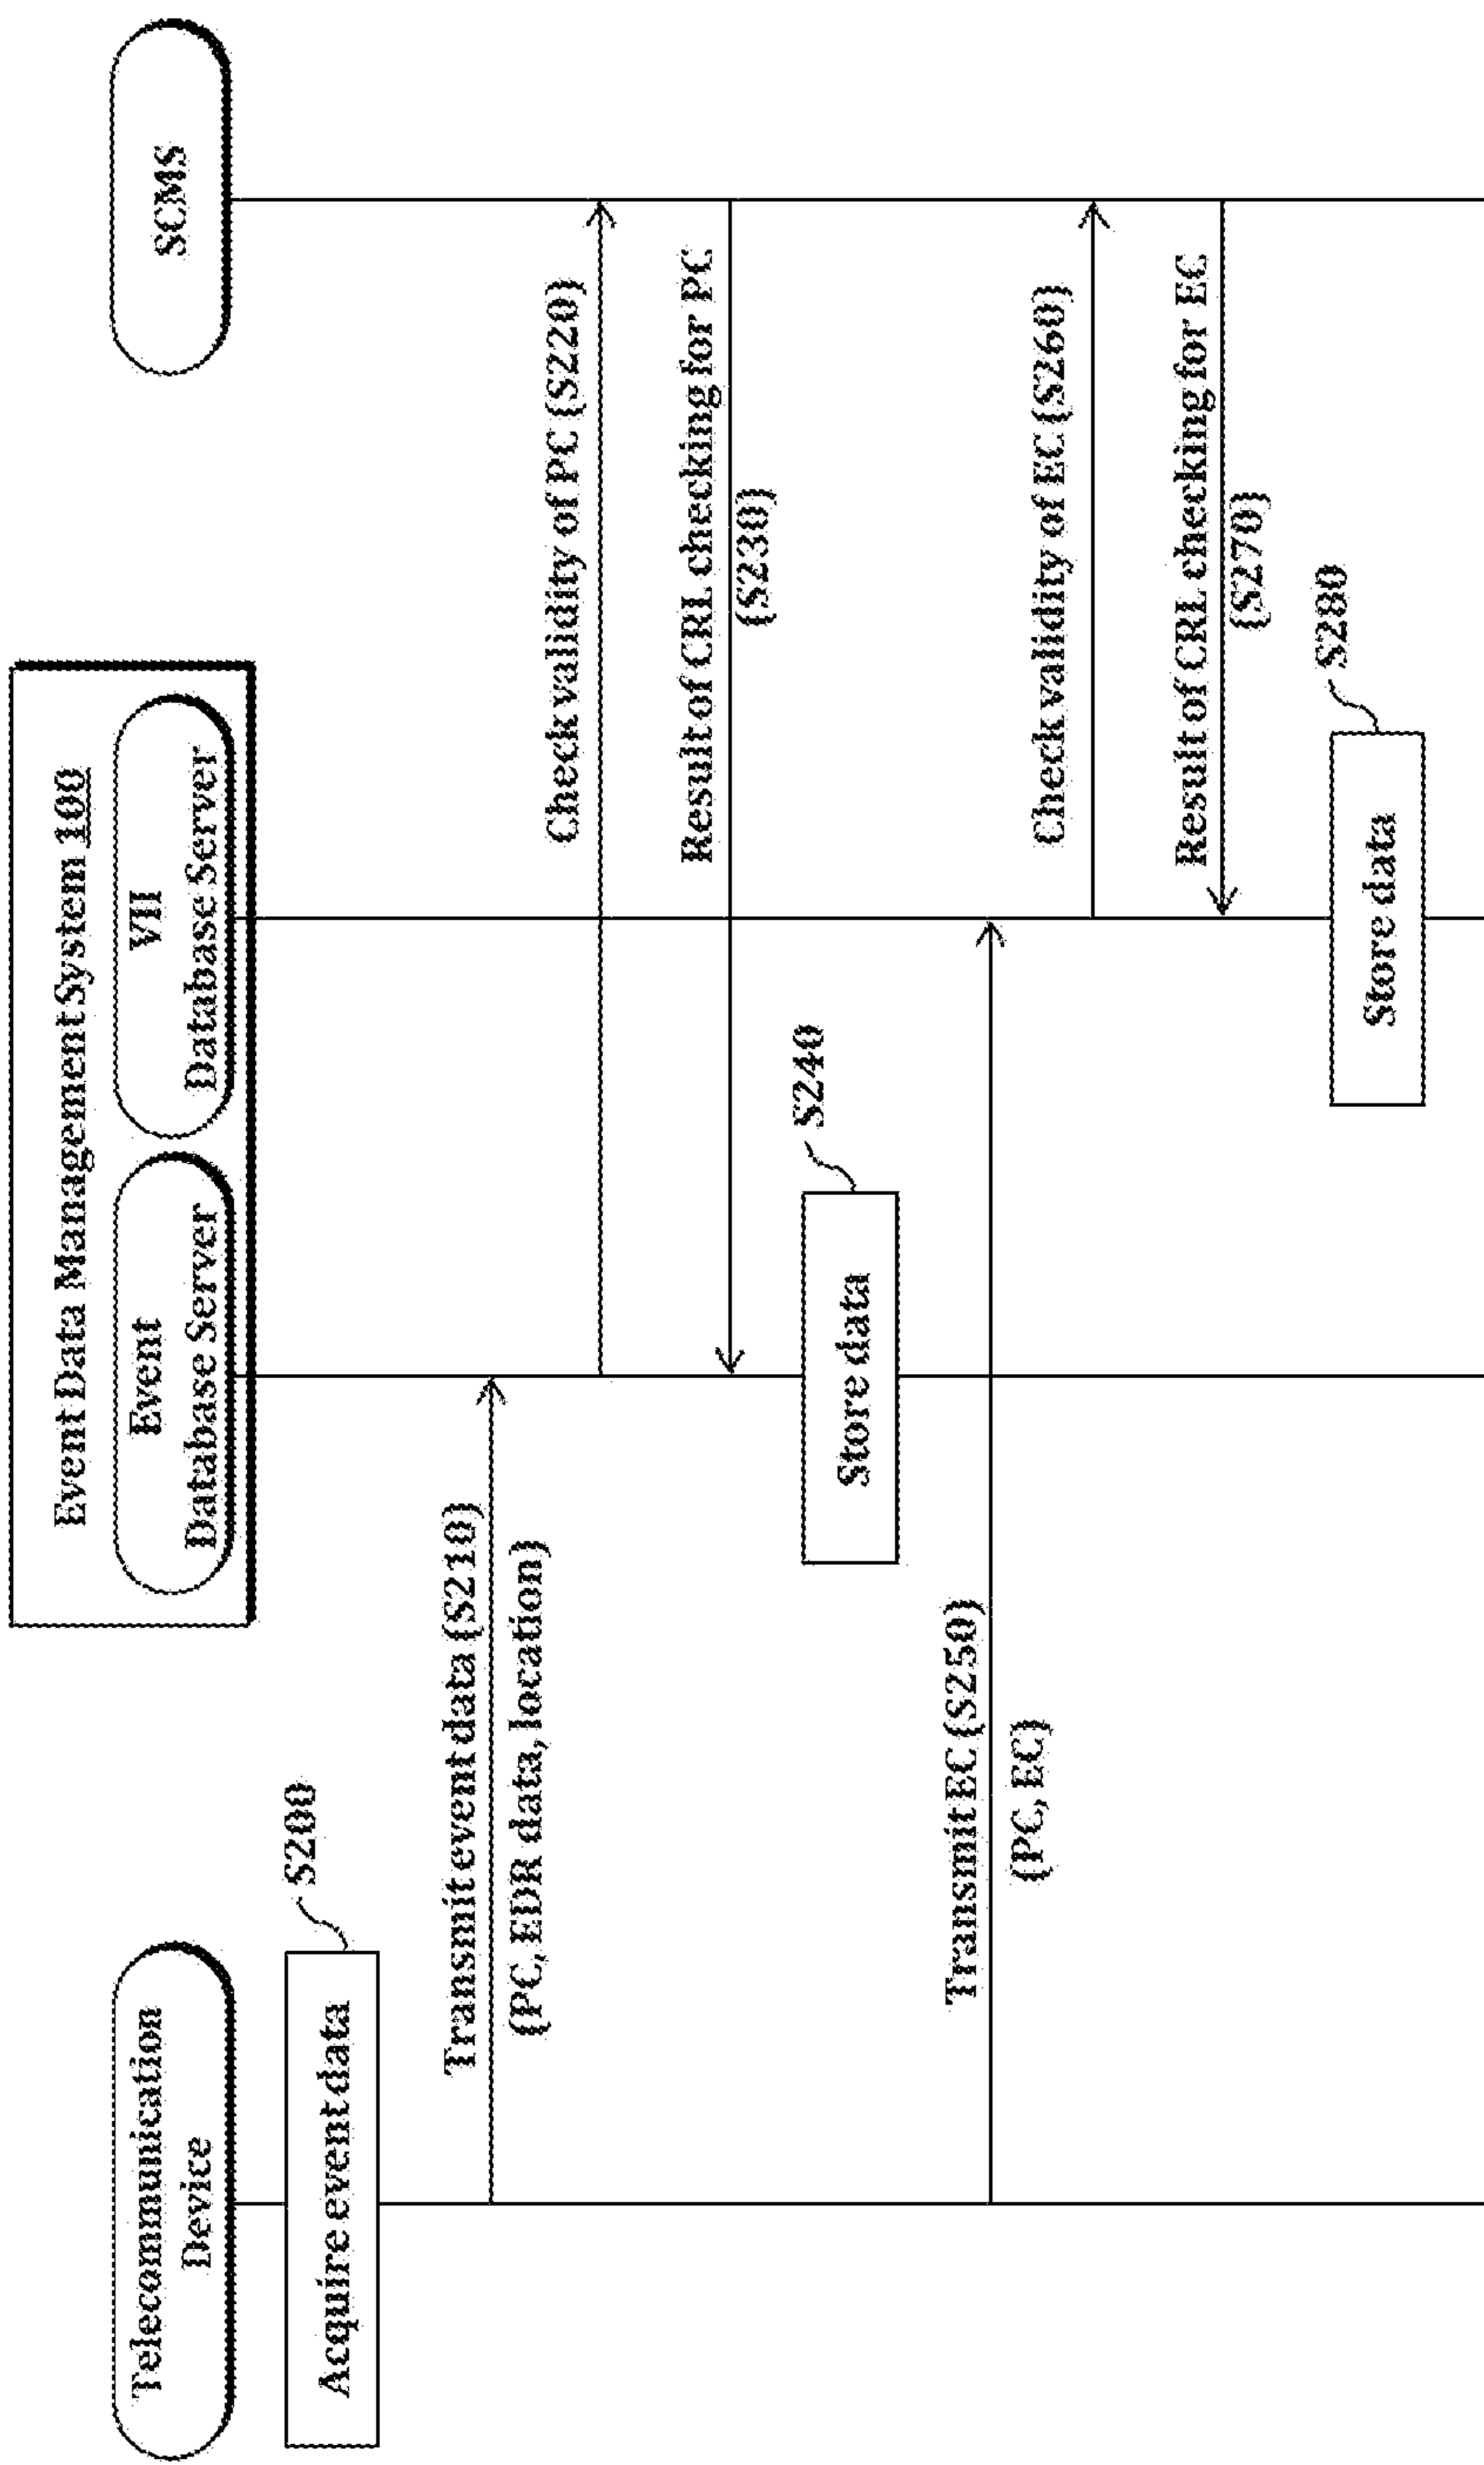 Event Data Management System 100
Telecommunication
Device
Event
Database Server
VII
Database Server
SCMS
Acquire event data
S200
Transmit event data (S210)
(PC, EDR data, location)
Check validity of PC (S220)
Result of CRL checking for PC
(S230)
Store data
S240
Transmit EC (S250)
(PC, EC)
Check validity of EC (S260)
Result of CRL checking for EC
(S270)
Store data
S280